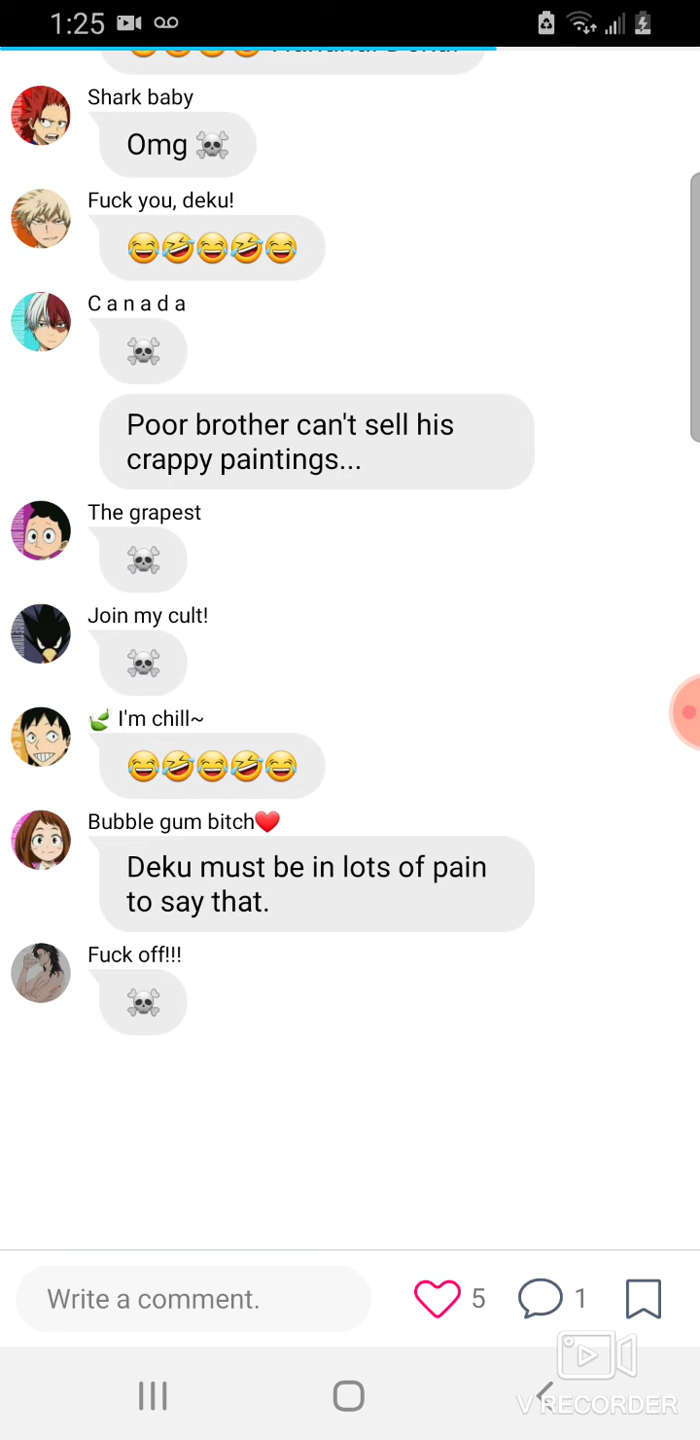 1:25
Shark baby
Omg ☠
Fuck you, deku!
😂🤣😂🤣😂
C a n a d a
☠
Poor brother can't sell his
crappy paintings...
The grapest
☠
Join my cult!
☠
🍃 I'm chill~
😂🤣😂🤣😂
Bubble gum bitch❤
Deku must be in lots of pain
to say that.
Fuck off!!!
☠
Write a comment.
5
1
V RECORDER